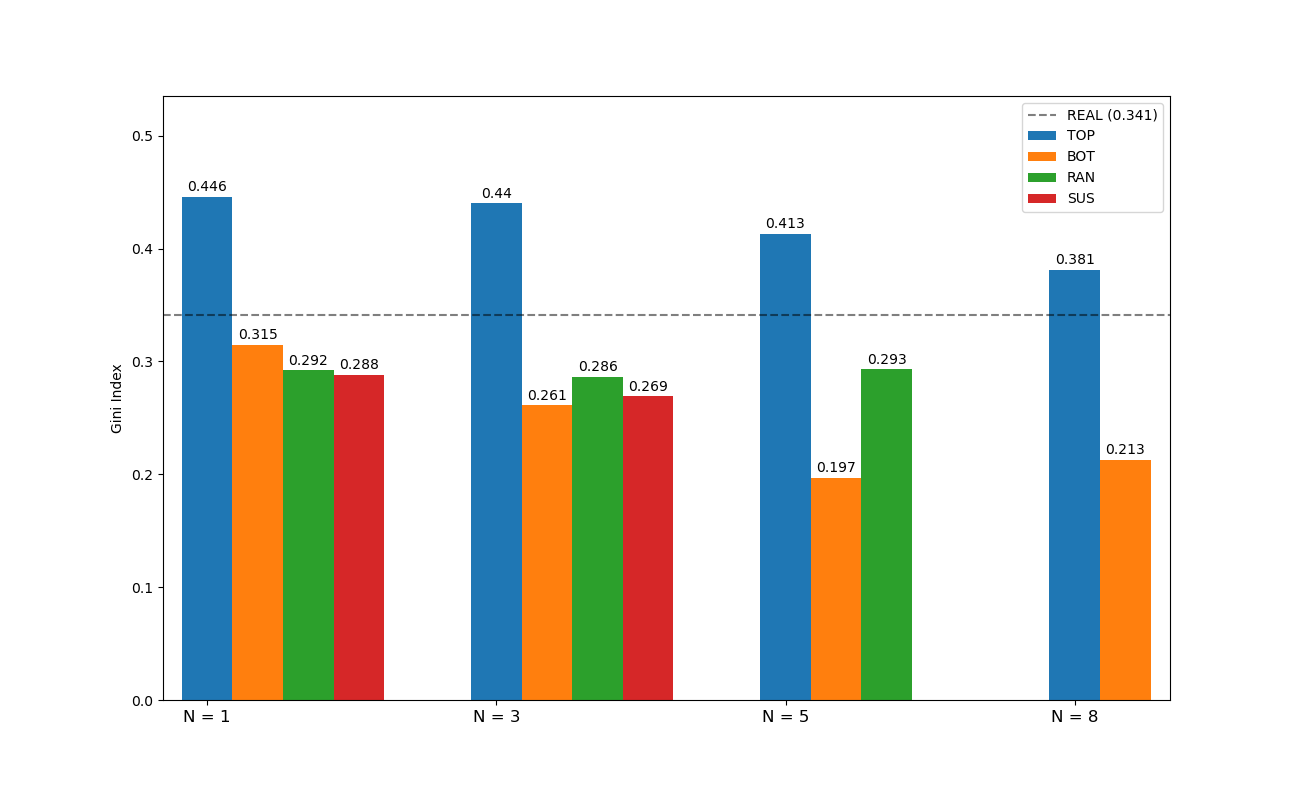 REAL (0.341)
TOP
BOT
RAN
SUS
Gini Index
0.5
0.4
0.3
0.2
0.1
0.0
0.446
0.315
0.292
0.288
0.44
0.261
0.286
0.269
0.413
0.197
0.293
0.381
0.213
N = 1
N = 3
N = 5
N = 8